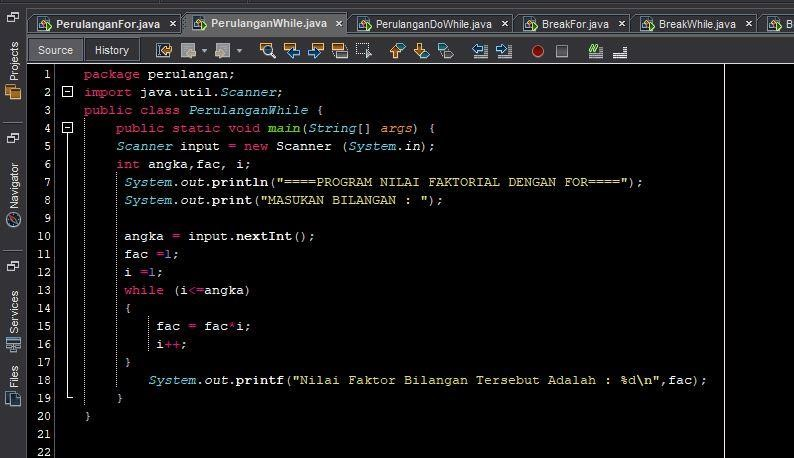 PerulanganFor.java × PerulanganWhile.java × PerulanganDoWhile.java × BreakFor.java × BreakWhile.java × B
Source History
Projects
Navigator
Services
Files
1 package perulangan;
2 import java.util.Scanner;
3 public class PerulanganWhile {
4 public static void main(String[] args) {
5 Scanner input = new Scanner (System.in);
6 int angka,fac, i;
7 System.out.println("====PROGRAM NILAI FAKTORIAL DENGAN FOR====");
8 System.out.print("MASUKAN BILANGAN : ");
9
10 angka = input.nextInt();
11 fac =1;
12 i =1;
13 while (i<=angka)
14 {
15 fac = fac*i;
16 i++;
17 }
18 System.out.printf("Nilai Faktor Bilangan Tersebut Adalah : %d\n",fac);
19 }
20 }
21
22